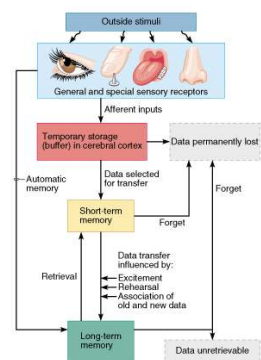 Outside stimuli
General and special sensory receptors
Afferent inputs
Temporary storage
(buffer) in cerebral cortex
Data permanently lost
Automatic
memory
Data selected
for transfer
Forget
Short-term
memory
Forget
Data transfer
influenced by:
Retrieval
Excitement
Rehearsal
Association of
old and new data
Long-term
memory
Data unretrievable